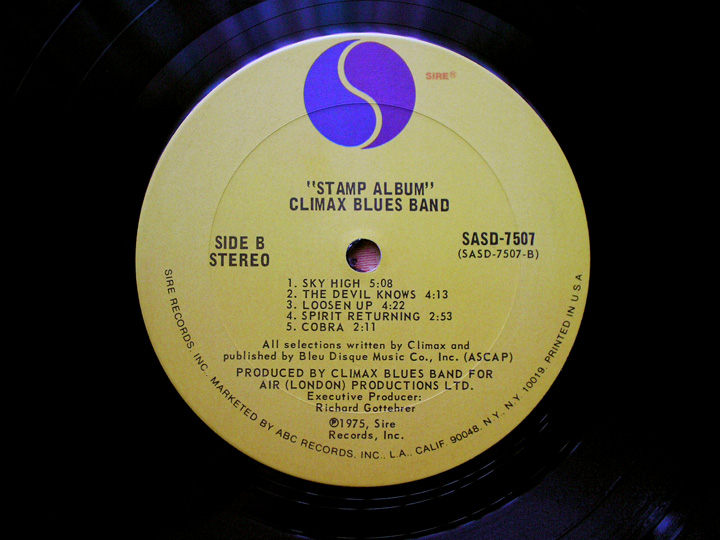 SIRE®
"STAMP ALBUM"
CLIMAX BLUES BAND
SIDE B
STEREO
SASD-7507
(SASD-7507-B)
1. SKY HIGH 5:08
2. THE DEVIL KNOWS 4:13
3. LOOSEN UP 4:22
4. SPIRIT RETURNING 2:53
5. COBRA 2:11
All selections written by Climax and
published by Bleu Disque Music Co., Inc. (ASCAP)
PRODUCED BY CLIMAX BLUES BAND FOR
AIR (LONDON) PRODUCTIONS LTD.
Executive Producer:
Richard Gottehrer
℗1975, Sire
Records, Inc.
SIRE RECORDS, INC., MARKETED BY ABC RECORDS, INC., L.A., CALIF. 90048. N.Y., N.Y. 10019. PRINTED IN U S A